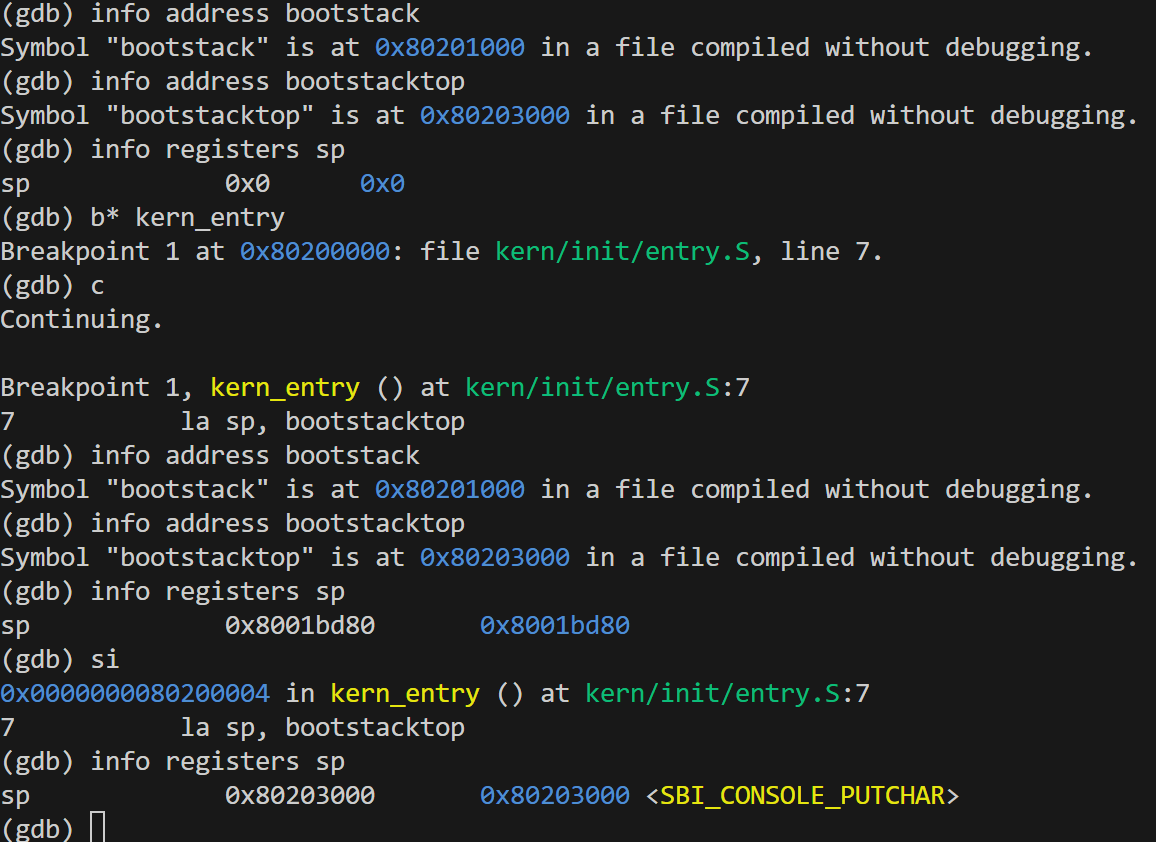 (gdb) info address bootstack
Symbol "bootstack" is at 0x80201000 in a file compiled without debugging.
(gdb) info address bootstacktop
Symbol "bootstacktop" is at 0x80203000 in a file compiled without debugging.
(gdb) info registers sp
sp             0x0      0x0
(gdb) b* kern_entry
Breakpoint 1 at 0x80200000: file kern/init/entry.S, line 7.
(gdb) c
Continuing.

Breakpoint 1, kern_entry () at kern/init/entry.S:7
7           la sp, bootstacktop
(gdb) info address bootstack
Symbol "bootstack" is at 0x80201000 in a file compiled without debugging.
(gdb) info address bootstacktop
Symbol "bootstacktop" is at 0x80203000 in a file compiled without debugging.
(gdb) info registers sp
sp             0x8001bd80       0x8001bd80
(gdb) si
0x0000000080200004 in kern_entry () at kern/init/entry.S:7
7           la sp, bootstacktop
(gdb) info registers sp
sp             0x80203000       0x80203000 <SBI_CONSOLE_PUTCHAR>
(gdb)